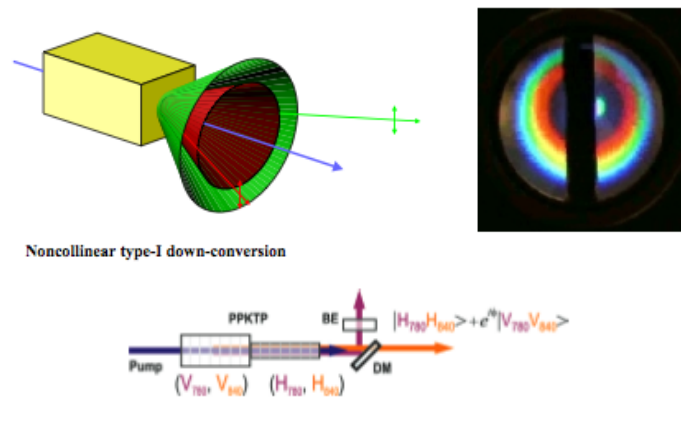 Noncollinear type-I down-conversion
PPKTP
BE
|H₇₈₀H₈₄₀>+e^iφ|V₇₈₀V₈₄₀>
Pump
DM
(V₇₈₀, V₈₄₀) (H₇₈₀, H₈₄₀)